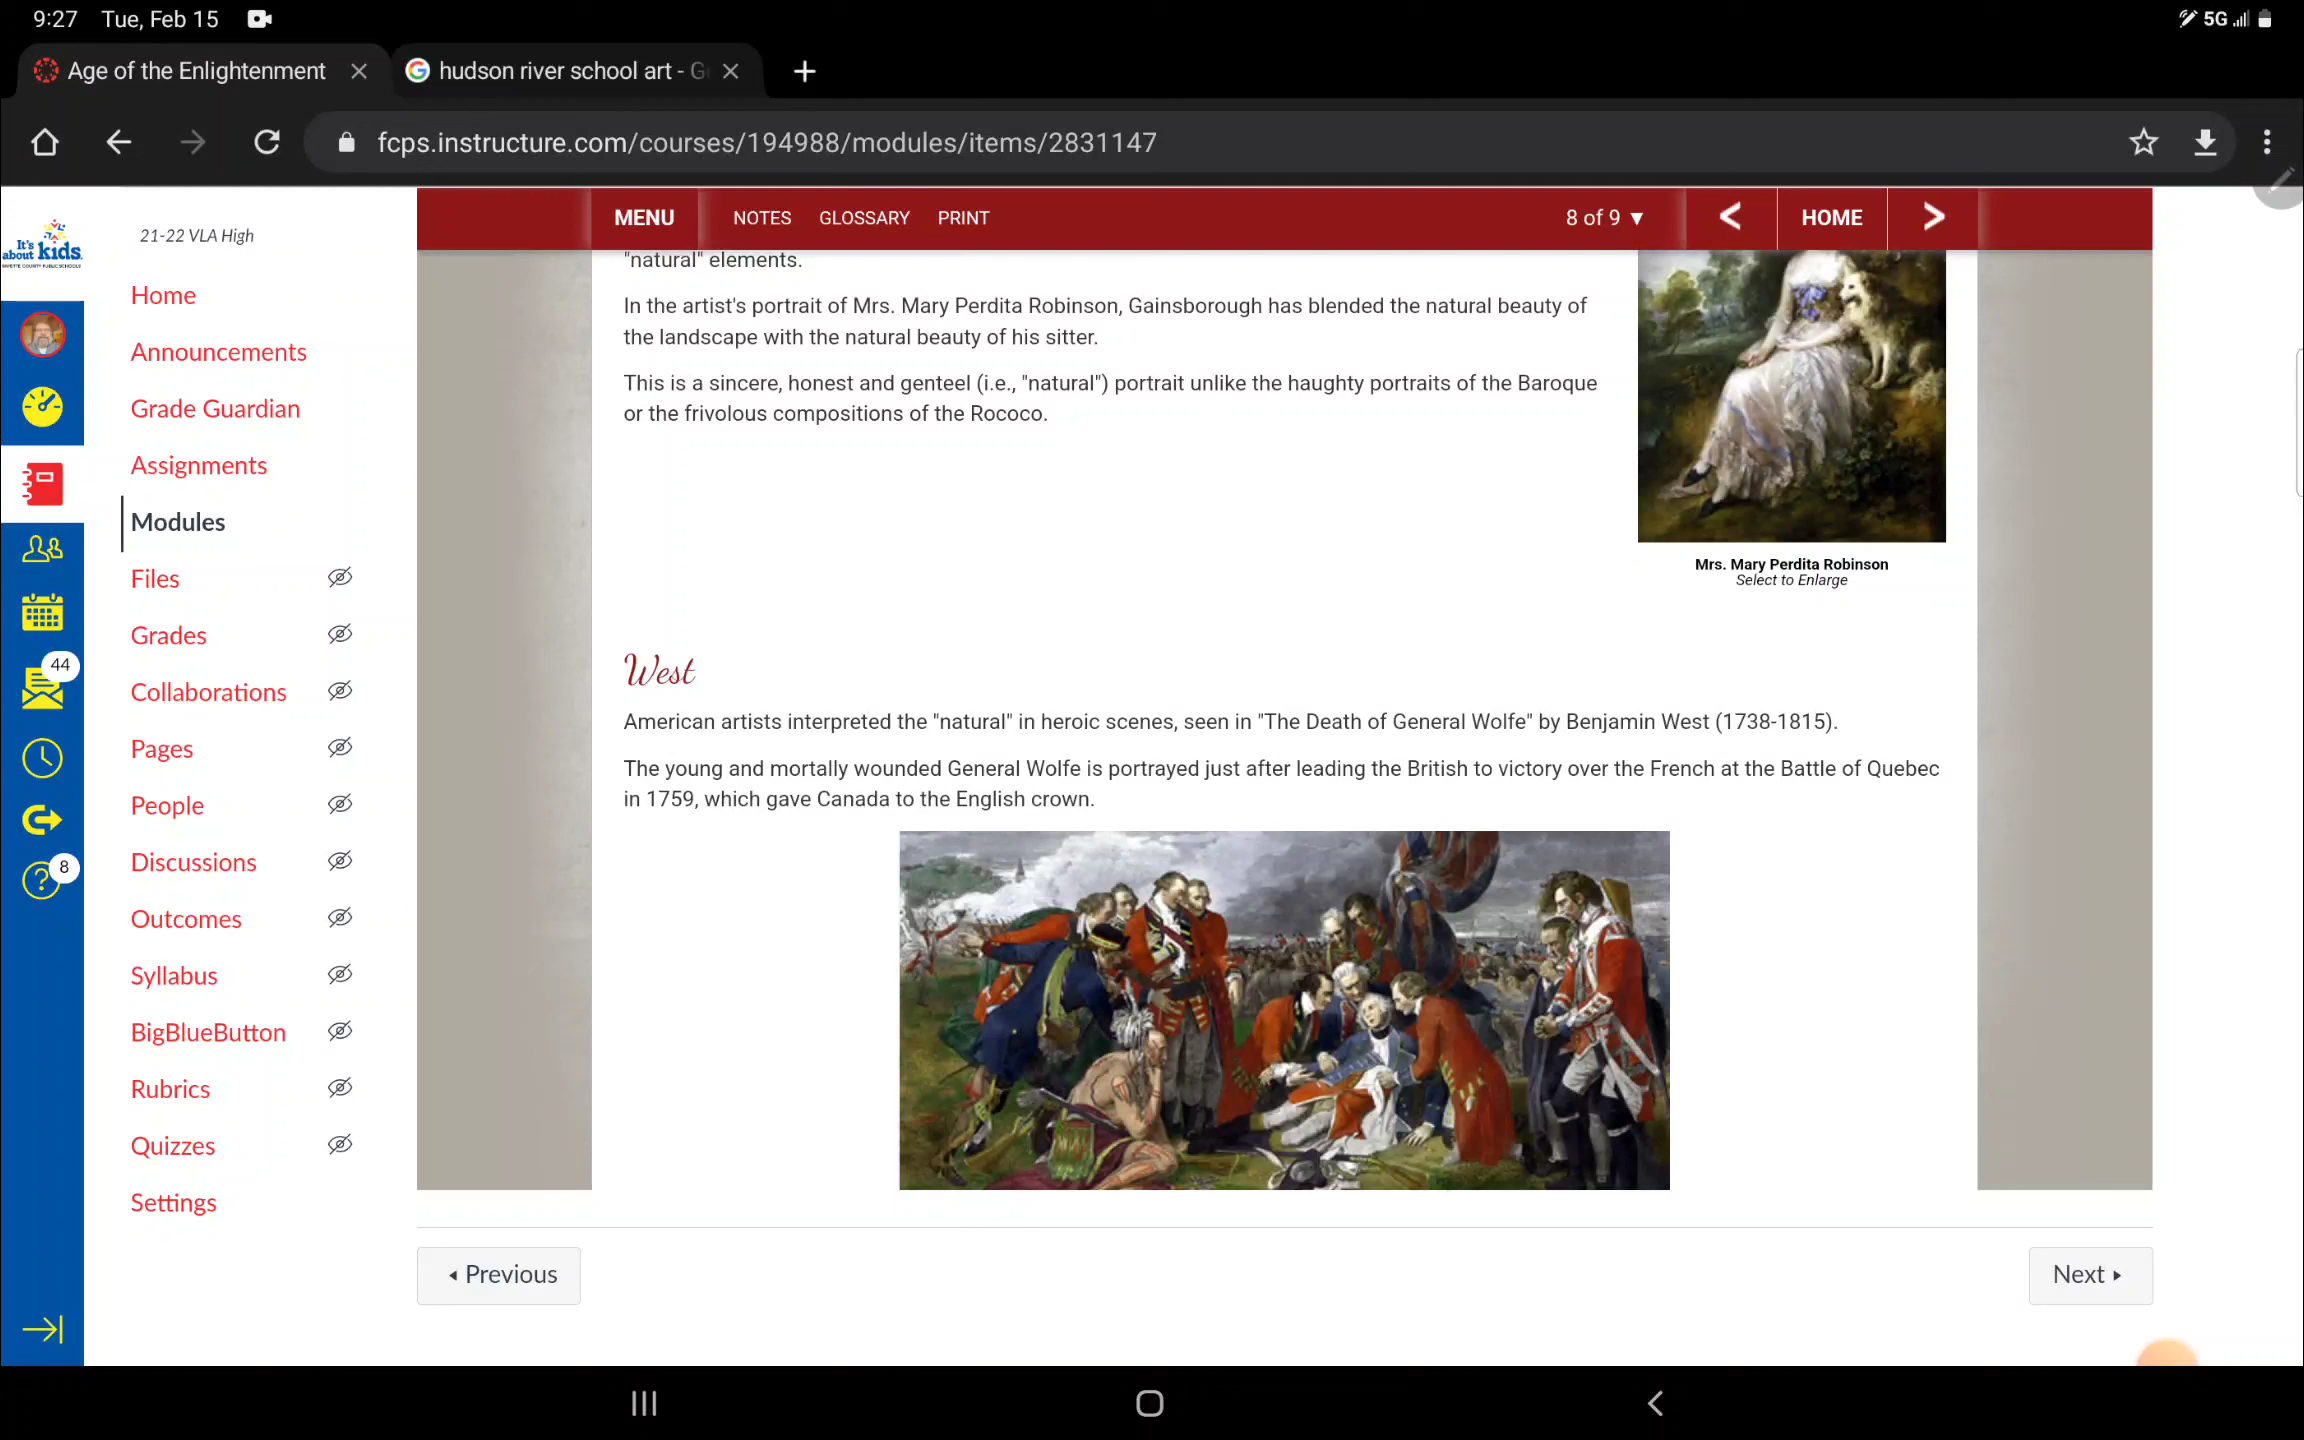 9:27 Tue, Feb 15
5G
Age of the Enlightenment
hudson river school art - G
fcps.instructure.com/courses/194988/modules/items/2831147
It's about kids.
FAYETTE COUNTY PUBLIC SCHOOLS
21-22 VLA High
Home
Announcements
Grade Guardian
Assignments
Modules
Files
Grades
Collaborations
Pages
People
Discussions
Outcomes
Syllabus
BigBlueButton
Rubrics
Quizzes
Settings
44
8
MENU NOTES GLOSSARY PRINT 8 of 9 ▼ < HOME >
"natural" elements.
In the artist's portrait of Mrs. Mary Perdita Robinson, Gainsborough has blended the natural beauty of
the landscape with the natural beauty of his sitter.
This is a sincere, honest and genteel (i.e., "natural") portrait unlike the haughty portraits of the Baroque
or the frivolous compositions of the Rococo.
Mrs. Mary Perdita Robinson
Select to Enlarge
West
American artists interpreted the "natural" in heroic scenes, seen in "The Death of General Wolfe" by Benjamin West (1738-1815).
The young and mortally wounded General Wolfe is portrayed just after leading the British to victory over the French at the Battle of Quebec
in 1759, which gave Canada to the English crown.
◂ Previous
Next ▸